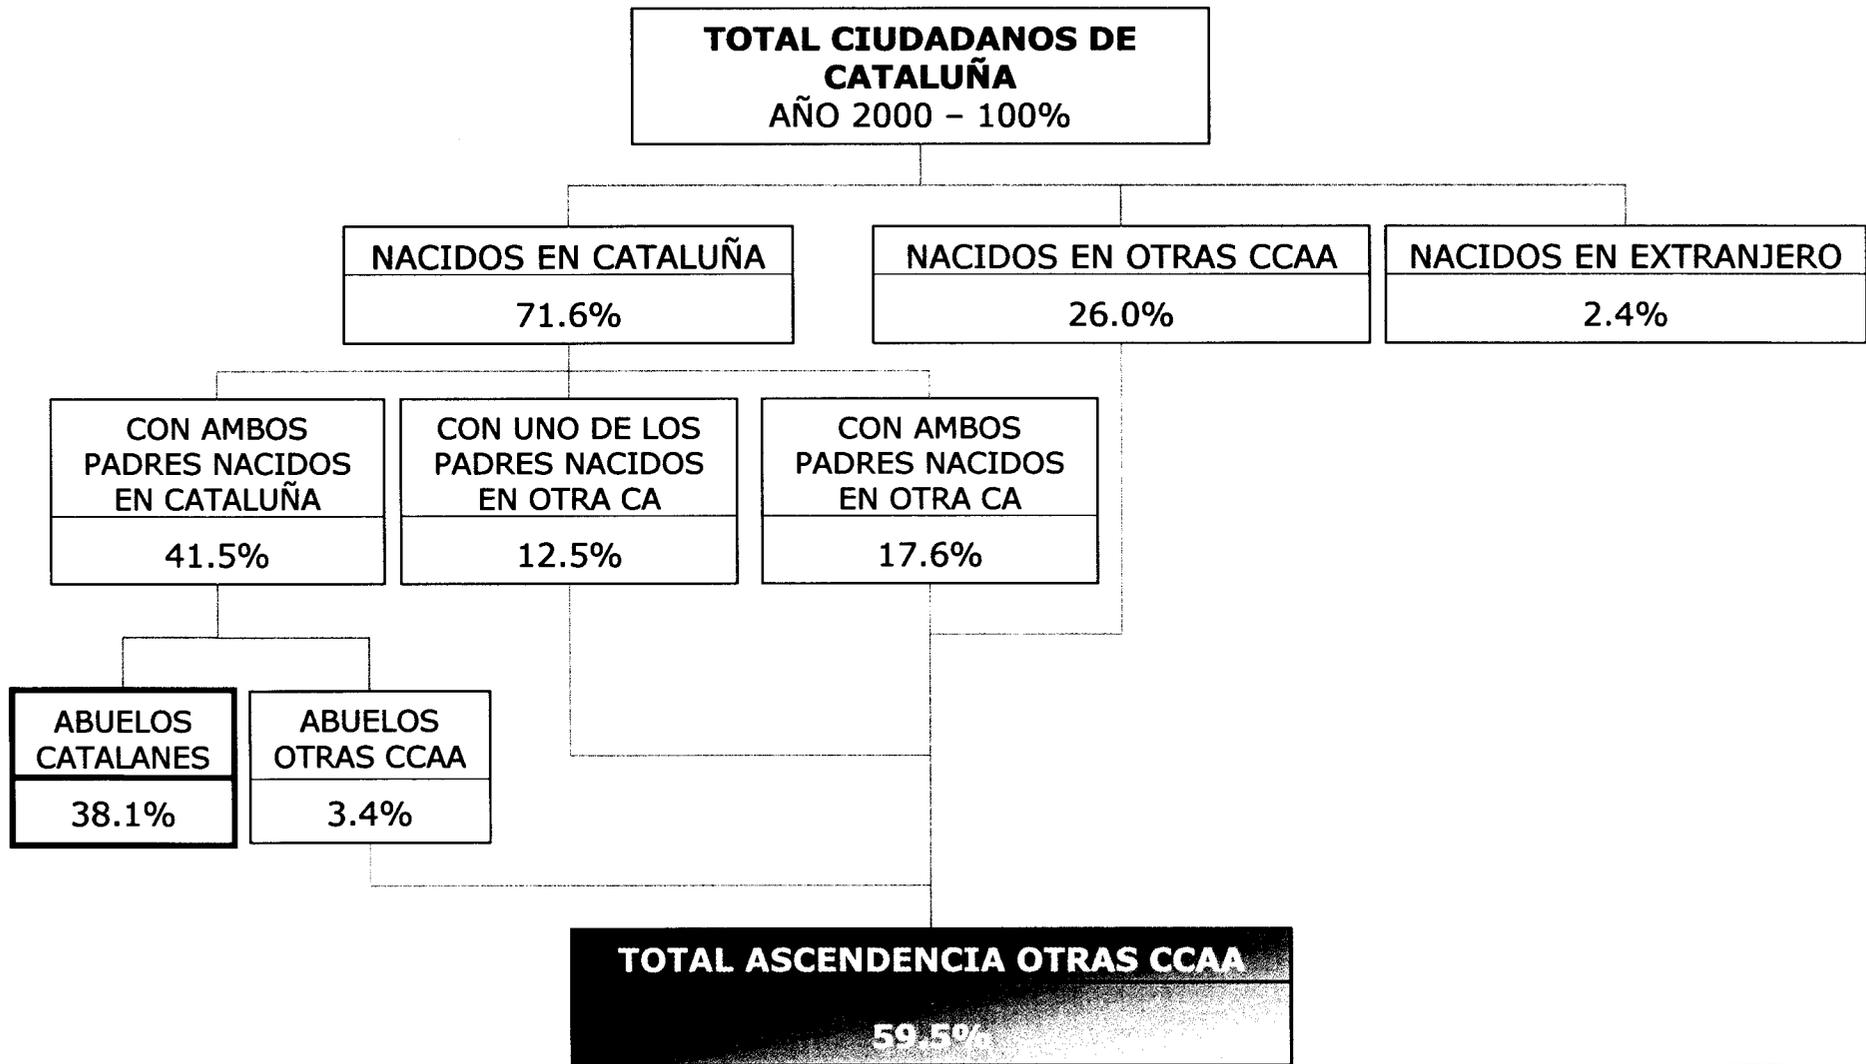 TOTAL CIUDADANOS DE
CATALUÑA
AÑO 2000 – 100%
NACIDOS EN CATALUÑA
71.6%
NACIDOS EN OTRAS CCAA
26.0%
NACIDOS EN EXTRANJERO
2.4%
CON AMBOS
PADRES NACIDOS
EN CATALUÑA
41.5%
CON UNO DE LOS
PADRES NACIDOS
EN OTRA CA
12.5%
CON AMBOS
PADRES NACIDOS
EN OTRA CA
17.6%
ABUELOS
CATALANES
38.1%
ABUELOS
OTRAS CCAA
3.4%
TOTAL ASCENDENCIA OTRAS CCAA
59.5%